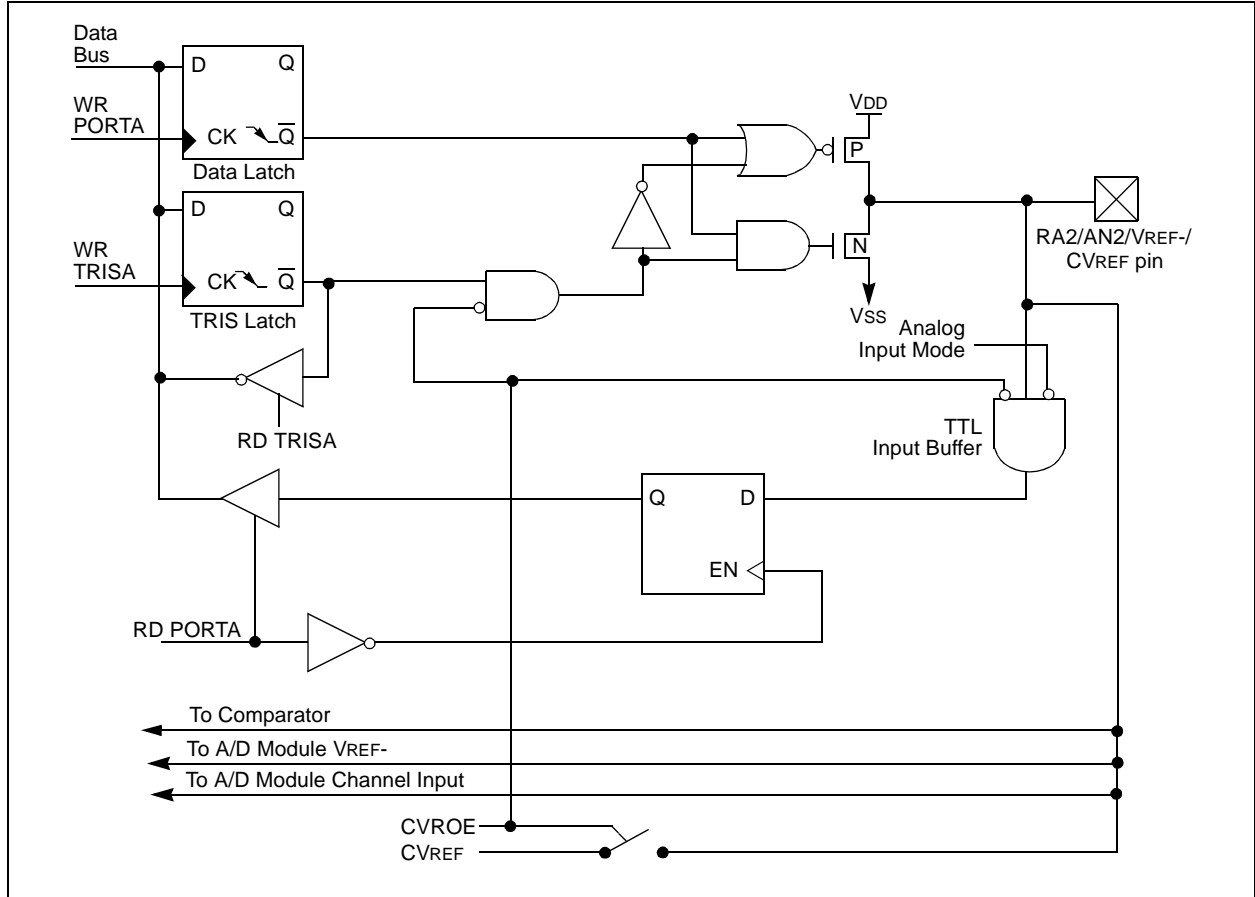 Data
Bus
D Q
WR
PORTA
CK Q
Data Latch
VDD
P
D Q
WR
TRISA
CK Q
TRIS Latch
N
VSS
RA2/AN2/VREF-/
CVREF pin
Analog
Input Mode
RD TRISA
TTL
Input Buffer
Q D
EN
RD PORTA
To Comparator
To A/D Module VREF-
To A/D Module Channel Input
CVROE
CVREF